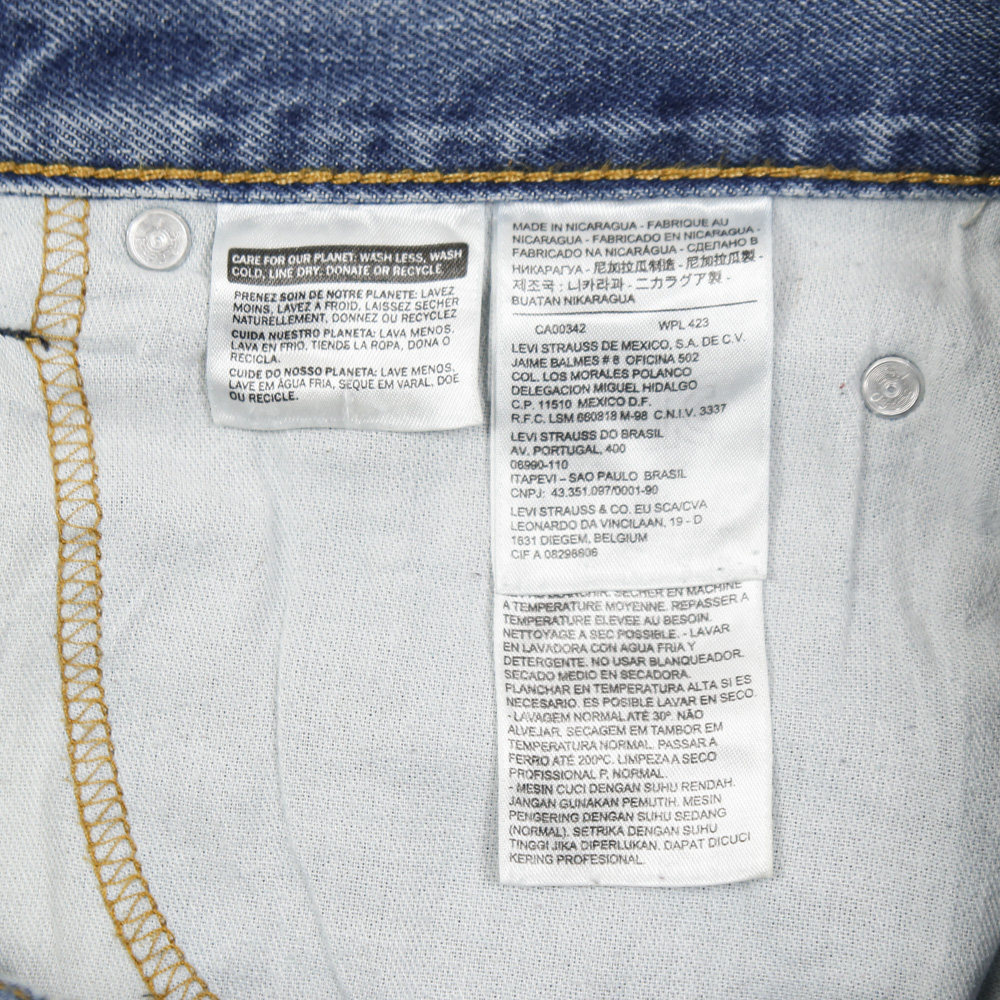 CARE FOR OUR PLANET: WASH LESS, WASH
COLD, LINE DRY, DONATE OR RECYCLE.
PRENEZ SOIN DE NOTRE PLANETE: LAVEZ
MOINS, LAVEZ A FROID, LAISSEZ SECHER
NATURELLEMENT, DONNEZ OU RECYCLEZ
CUIDA NUESTRO PLANETA: LAVA MENOS,
LAVA EN FRIO, TIENDE LA ROPA, DONA O
RECICLA.
CUIDE DO NOSSO PLANETA: LAVE MENOS,
LAVE EM ÁGUA FRIA, SEQUE EM VARAL, DOE
OU RECICLE.
MADE IN NICARAGUA - FABRIQUE AU
NICARAGUA - FABRICADO EN NICARAGUA -
FABRICADO NA NICARÁGUA - СДЕЛАНО В
НИКАРАГУА - 尼加拉瓜制造 - 尼加拉瓜製 -
제조국 : 니카라과 - ニカラグア製 -
BUATAN NIKARAGUA
CA00342 WPL 423
LEVI STRAUSS DE MEXICO, S.A. DE C.V.
JAIME BALMES # 8 OFICINA 502
COL. LOS MORALES POLANCO
DELEGACION MIGUEL HIDALGO
C.P. 11510 MEXICO D.F.
R.F.C. LSM 660818 M-98 C.N.I.V. 3337
LEVI STRAUSS DO BRASIL
AV. PORTUGAL, 400
06990-110
ITAPEVI – SAO PAULO BRASIL
CNPJ: 43.351.097/0001-90
LEVI STRAUSS & CO. EU SCA/CVA
LEONARDO DA VINCILAAN, 19 - D
1831 DIEGEM, BELGIUM
CIF A 08296806
SECHER EN MACHINE
A TEMPERATURE MOYENNE. REPASSER A
TEMPERATURE ELEVEE AU BESOIN.
NETTOYAGE A SEC POSSIBLE. - LAVAR
EN LAVADORA CON AGUA FRIA Y
DETERGENTE. NO USAR BLANQUEADOR.
SECADO MEDIO EN SECADORA.
PLANCHAR EN TEMPERATURA ALTA SI ES
NECESARIO. ES POSIBLE LAVAR EN SECO.
- LAVAGEM NORMAL ATÉ 30º. NÃO
ALVEJAR. SECAGEM EM TAMBOR EM
TEMPERATURA NORMAL. PASSAR A
FERRO ATÉ 200ºC. LIMPEZA A SECO
PROFISSIONAL P, NORMAL.
- MESIN CUCI DENGAN SUHU RENDAH.
JANGAN GUNAKAN PEMUTIH. MESIN
PENGERING DENGAN SUHU SEDANG
(NORMAL). SETRIKA DENGAN SUHU
TINGGI JIKA DIPERLUKAN. DAPAT DICUCI
KERING PROFESIONAL.